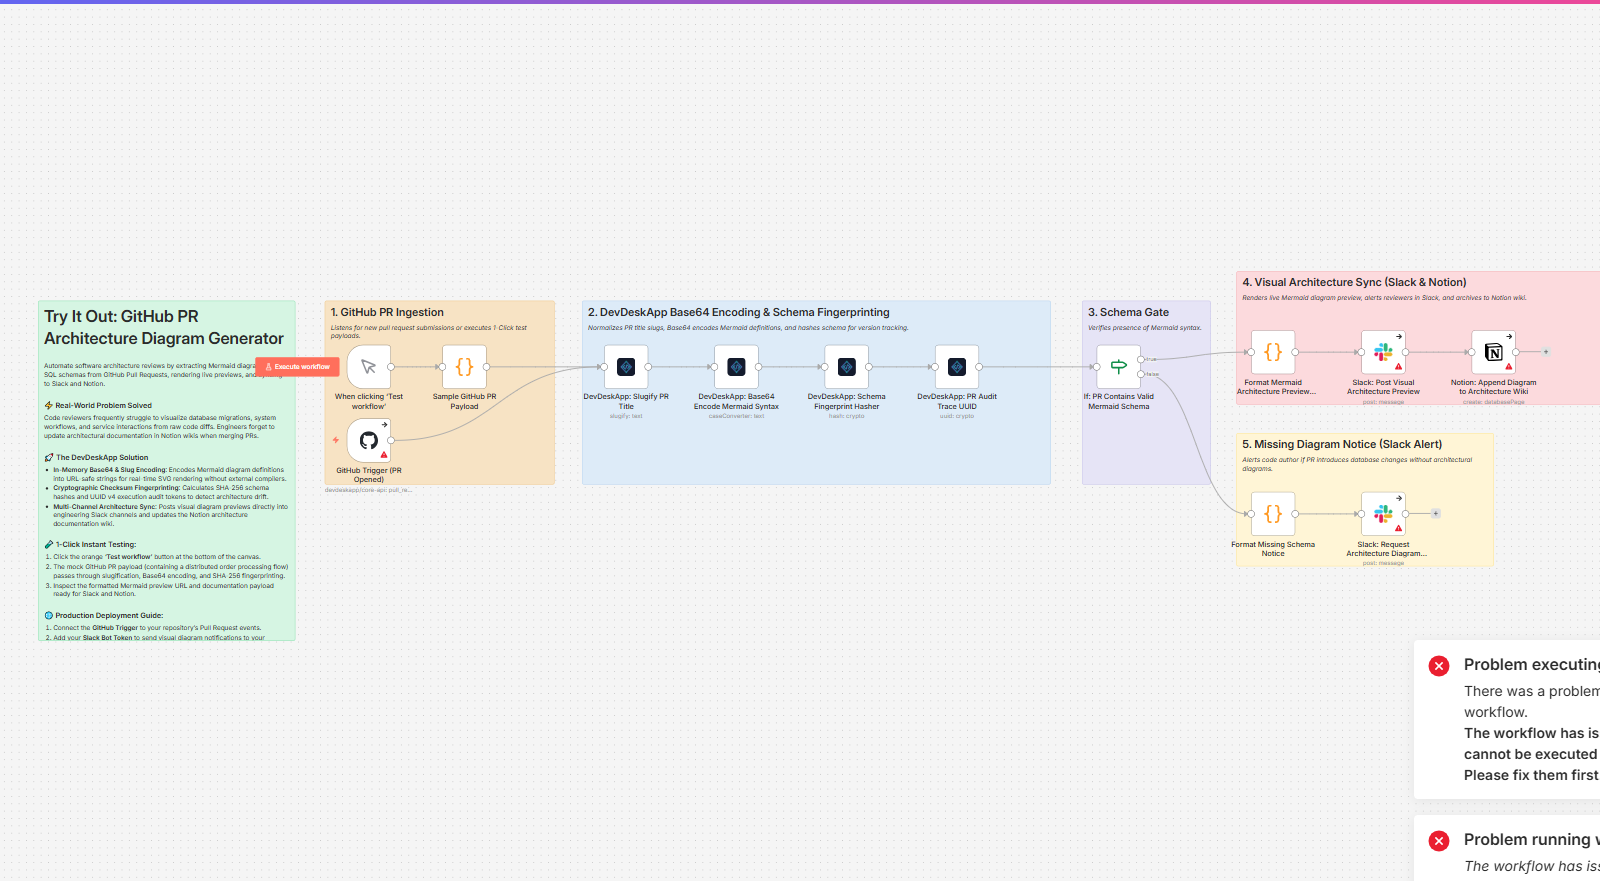 Try It Out: GitHub PR
Architecture Diagram Generator
Automate software architecture reviews by extracting Mermaid
SQL schemas from GitHub Pull Requests, rendering live previews, and
to Slack and Notion.
Real-World Problem Solved
Code reviewers frequently struggle to visualize database migrations, system
workflows, and service interactions from raw code diffs. Engineers forget to
update architectural documentation in Notion wikis when merging PRs.
The DevDeskApp Solution
In-Memory Base64 & Slug Encoding: Encodes Mermaid diagram definitions
into URL-safe strings for real-time SVG rendering without external compilers.
Cryptographic Checksum Fingerprinting: Calculates SHA-256 schema
hashes and UUID v4 execution audit tokens to detect architecture drift.
Multi-Channel Architecture Sync: Posts visual diagram previews directly into
engineering Slack channels and updates the Notion architecture
documentation wiki.
1-Click Instant Testing:
1. Click the orange 'Test workflow' button at the bottom of the canvas.
2. The mock GitHub PR payload (containing a distributed order processing flow)
passes through slugification, Base64 encoding, and SHA-256 fingerprinting.
3. Inspect the formatted Mermaid preview URL and documentation payload
ready for Slack and Notion.
Production Deployment Guide:
1. Connect the GitHub Trigger to your repository's Pull Request events.
2. Add your Slack Bot Token to send visual diagram notifications to your
Execute workflow
1. GitHub PR Ingestion
Listens for new pull request submissions or executes 1-Click test
payloads.
When clicking 'Test
workflow'
Sample GitHub PR
Payload
GitHub Trigger (PR
Opened)
devdeskapp/core-api: pull_re...
2. DevDeskApp Base64 Encoding & Schema Fingerprinting
Normalizes PR title slugs, Base64 encodes Mermaid definitions, and hashes schema for version tracking.
DevDeskApp: Slugify PR
Title
slugify: text
DevDeskApp: Base64
Encode Mermaid Syntax
caseConverter: text
DevDeskApp: Schema
Fingerprint Hasher
hash: crypto
DevDeskApp: PR Audit
Trace UUID
uuid: crypto
3. Schema Gate
Verifies presence of Mermaid syntax.
true
false
If: PR Contains Valid
Mermaid Schema
4. Visual Architecture Sync (Slack & Notion)
Renders live Mermaid diagram preview, alerts reviewers in Slack, and archives to Notion wiki.
Format Mermaid
Architecture Preview...
Slack: Post Visual
Architecture Preview
post: message
Notion: Append Diagram
to Architecture Wiki
create: databasePage
5. Missing Diagram Notice (Slack Alert)
Alerts code author if PR introduces database changes without architectural
diagrams.
Format Missing Schema
Notice
Slack: Request
Architecture Diagram...
post: message
Problem executing
There was a problem
workflow.
The workflow has is
cannot be executed
Please fix them first
Problem running w
The workflow has iss